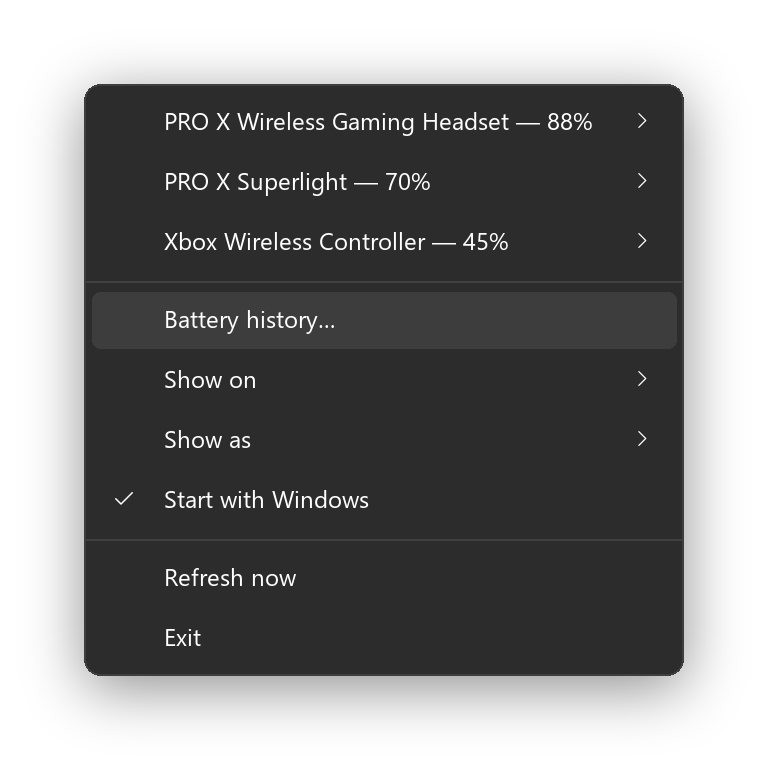 PRO X Wireless Gaming Headset — 88%
PRO X Superlight — 70%
Xbox Wireless Controller — 45%
Battery history...
Show on
Show as
Start with Windows
Refresh now
Exit